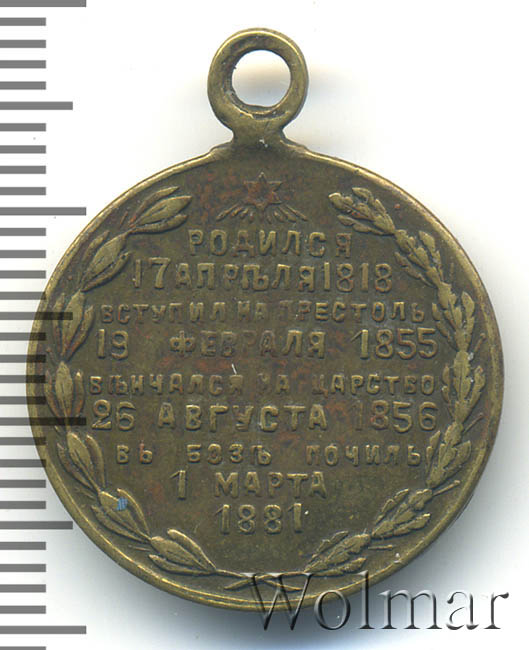 РОДИЛСЯ
17 АПРѢЛЯ 1818
ВСТУПИЛ НА ПРЕСТОЛЪ
19 ФЕВРАЛЯ 1855
ВѢНЧАЛСЯ НА ЦАРСТВО
26 АВГУСТА 1856
ВЪ БОЗѢ ПОЧИЛЪ
1 МАРТА
1881
Wolmar